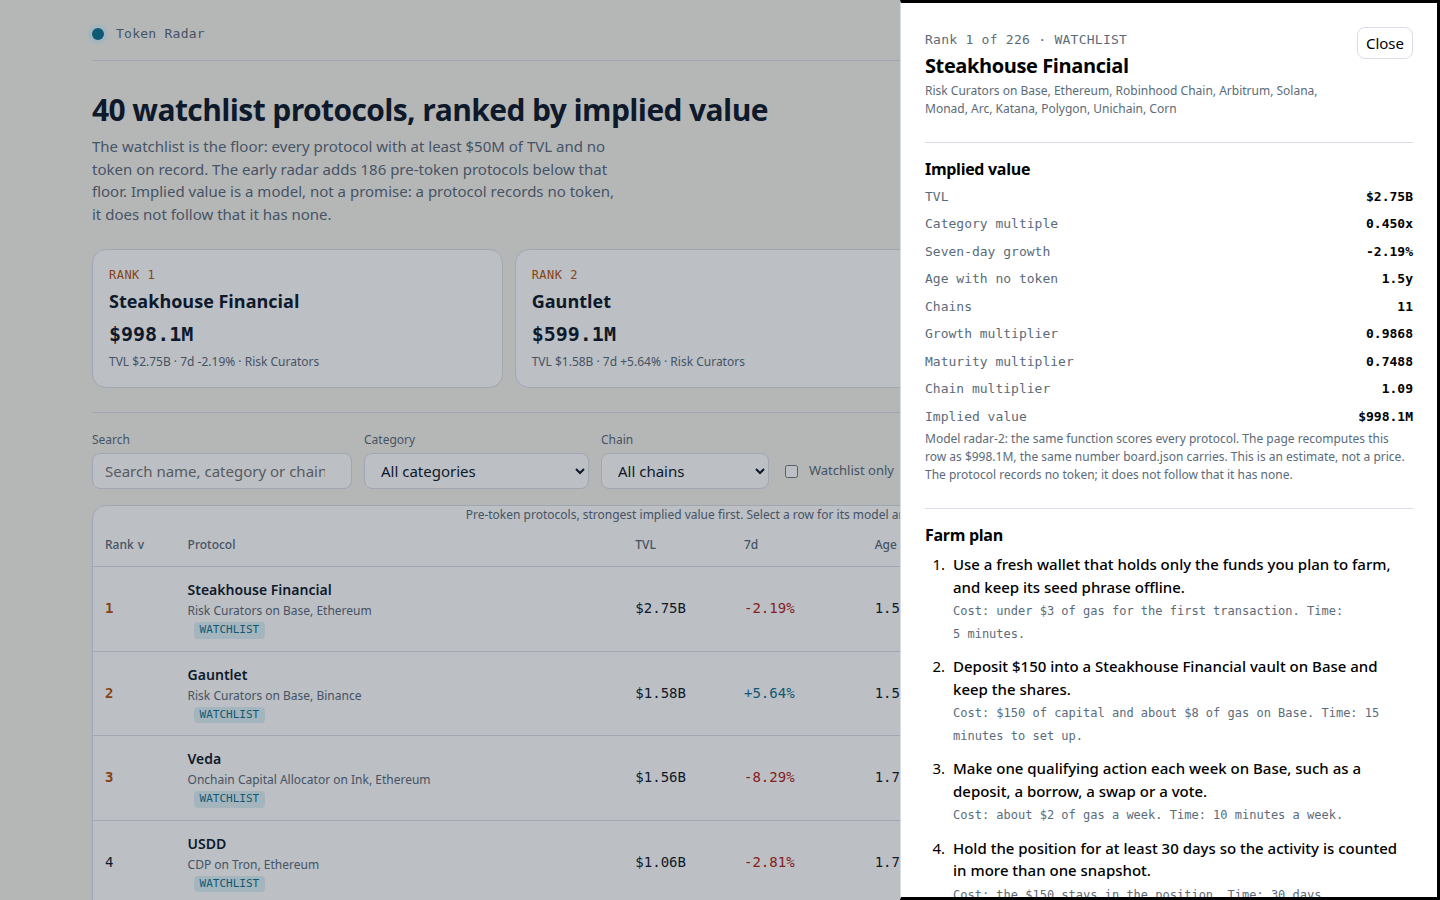 Token Radar
40 watchlist protocols, ranked by implied value
The watchlist is the floor: every protocol with at least $50M of TVL and no
token on record. The early radar adds 186 pre-token protocols below that
floor. Implied value is a model, not a promise: a protocol records no token,
it does not follow that it has none.
RANK 1
Steakhouse Financial
$998.1M
TVL $2.75B · 7d -2.19% · Risk Curators
RANK 2
Gauntlet
$599.1M
TVL $1.58B · 7d +5.64% · Risk Curators
Search
Category
Chain
Search name, category or chain
All categories
All chains
Watchlist only
Pre-token protocols, strongest implied value first. Select a row for its model
Rank v Protocol TVL 7d Age
1 Steakhouse Financial $2.75B -2.19% 1.5
Risk Curators on Base, Ethereum
WATCHLIST
2 Gauntlet $1.58B +5.64% 1.5
Risk Curators on Base, Binance
WATCHLIST
3 Veda $1.56B -8.29% 1.7
Onchain Capital Allocator on Ink, Ethereum
WATCHLIST
4 USDD $1.06B -2.81% 1.7
CDP on Tron, Ethereum
WATCHLIST
Rank 1 of 226 · WATCHLIST
Close
Steakhouse Financial
Risk Curators on Base, Ethereum, Robinhood Chain, Arbitrum, Solana,
Monad, Arc, Katana, Polygon, Unichain, Corn
Implied value
TVL $2.75B
Category multiple 0.450x
Seven-day growth -2.19%
Age with no token 1.5y
Chains 11
Growth multiplier 0.9868
Maturity multiplier 0.7488
Chain multiplier 1.09
Implied value $998.1M
Model radar-2: the same function scores every protocol. The page recomputes this
row as $998.1M, the same number board.json carries. This is an estimate, not a price.
The protocol records no token; it does not follow that it has none.
Farm plan
1. Use a fresh wallet that holds only the funds you plan to farm,
and keep its seed phrase offline.
Cost: under $3 of gas for the first transaction. Time:
5 minutes.
2. Deposit $150 into a Steakhouse Financial vault on Base and
keep the shares.
Cost: $150 of capital and about $8 of gas on Base. Time: 15
minutes to set up.
3. Make one qualifying action each week on Base, such as a
deposit, a borrow, a swap or a vote.
Cost: about $2 of gas a week. Time: 10 minutes a week.
4. Hold the position for at least 30 days so the activity is counted
in more than one snapshot.
Cost: the $150 stays in the position. Time: 30 days